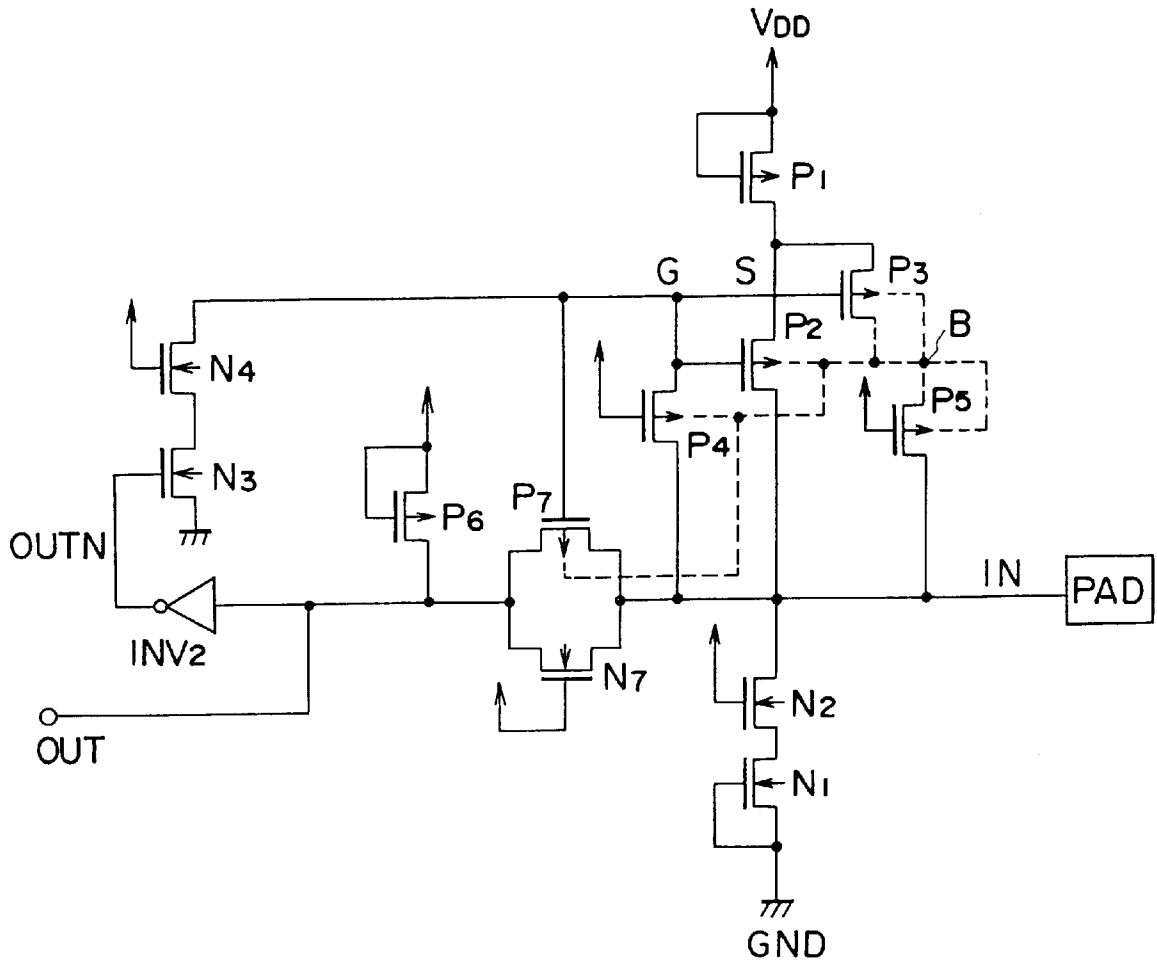 VDD
P1
G S P3
P2 B
N4 P5
P4
N3 P7
P6
OUTN
IN PAD
INV2
N7
N2
OUT
N1
GND